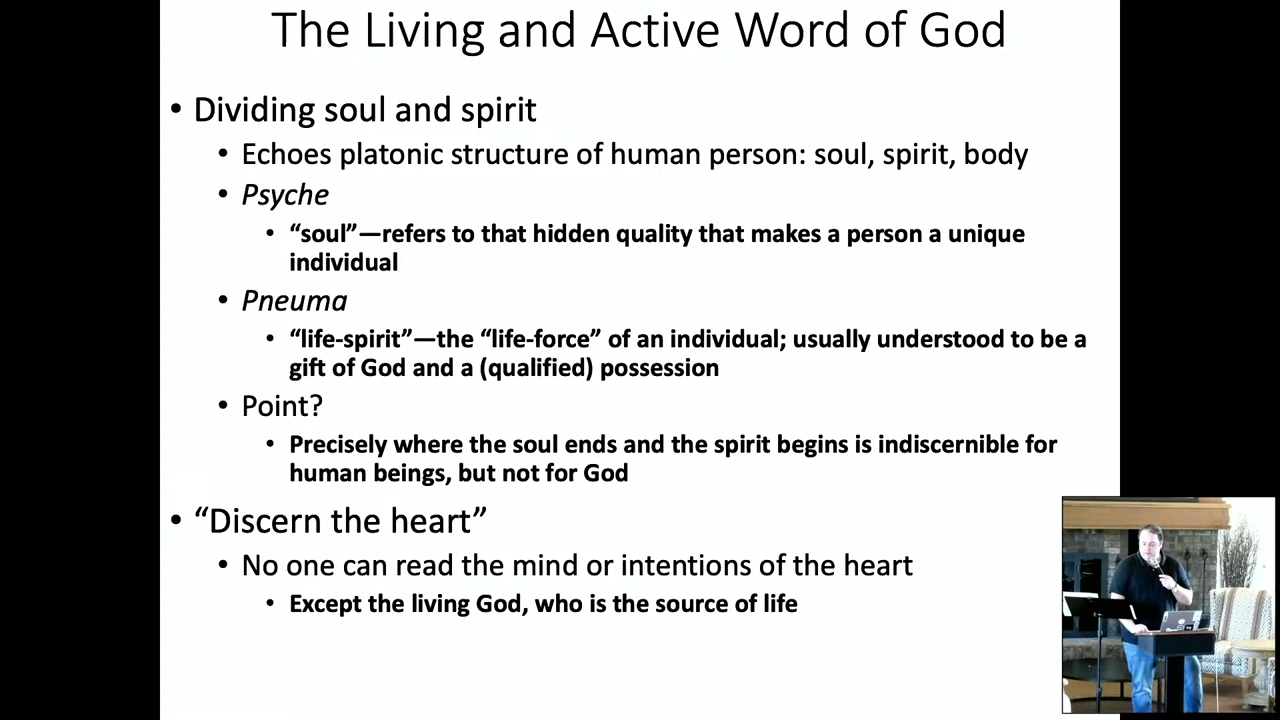 The Living and Active Word of God
• Dividing soul and spirit
• Echoes platonic structure of human person: soul, spirit, body
• Psyche
• “soul”—refers to that hidden quality that makes a person a unique
individual
• Pneuma
• “life-spirit”—the “life-force” of an individual; usually understood to be a
gift of God and a (qualified) possession
• Point?
• Precisely where the soul ends and the spirit begins is indiscernible for
human beings, but not for God
• “Discern the heart”
• No one can read the mind or intentions of the heart
• Except the living God, who is the source of life